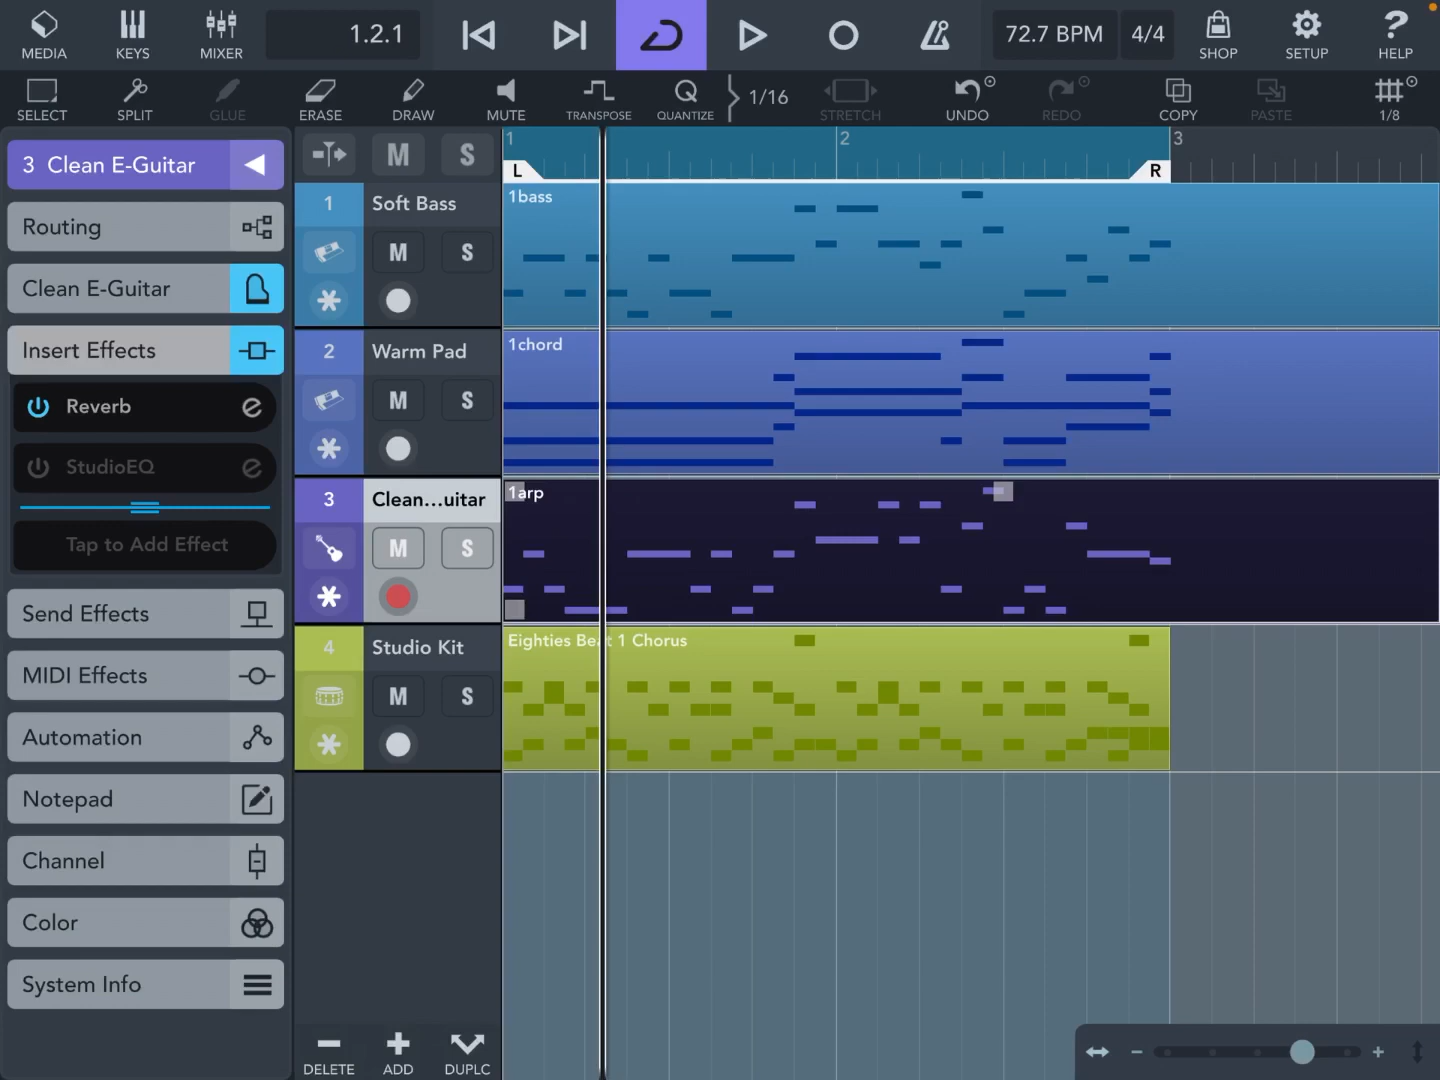 MEDIA
KEYS
MIXER
1.2.1
72.7 BPM
4/4
SHOP
SETUP
?
HELP
SELECT
SPLIT
GLUE
ERASE
DRAW
MUTE
TRANSPOSE
Q
QUANTIZE
1/16
STRETCH
UNDO
REDO
COPY
PASTE
1/8
3 Clean E-Guitar
Routing
Clean E-Guitar
Insert Effects
Reverb
e
StudioEQ
e
Tap to Add Effect
Send Effects
MIDI Effects
Automation
Notepad
Channel
Color
System Info
M S
1 Soft Bass
M S
2 Warm Pad
M S
3 Clean...uitar
M S
4 Studio Kit
M S
DELETE
ADD
DUPLC
1 2 3
L R
1bass
1chord
1arp
Eighties Beat 1 Chorus